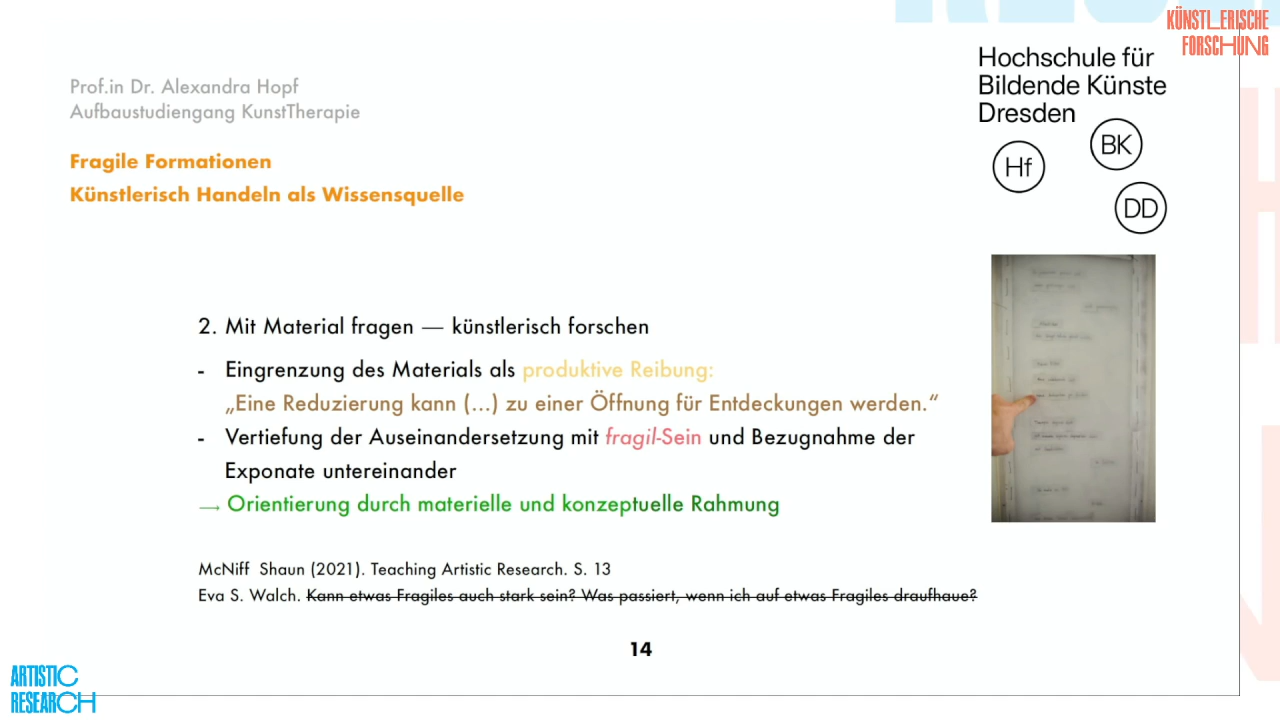 KÜNSTLERISCHE
FORSCHUNG
Hochschule für
Bildende Künste
Dresden
Hf
BK
DD
Prof.in Dr. Alexandra Hopf
Aufbaustudiengang KunstTherapie
Fragile Formationen
Künstlerisch Handeln als Wissensquelle
2. Mit Material fragen — künstlerisch forschen
- Eingrenzung des Materials als produktive Reibung:
„Eine Reduzierung kann (...) zu einer Öffnung für Entdeckungen werden.“
- Vertiefung der Auseinandersetzung mit fragil-Sein und Bezugnahme der
Exponate untereinander
→ Orientierung durch materielle und konzeptuelle Rahmung
McNiff Shaun (2021). Teaching Artistic Research. S. 13
Eva S. Walch. Kann etwas Fragiles auch stark sein? Was passiert, wenn ich auf etwas Fragiles draufhaue?
14
ARTISTIC
RESEARCH